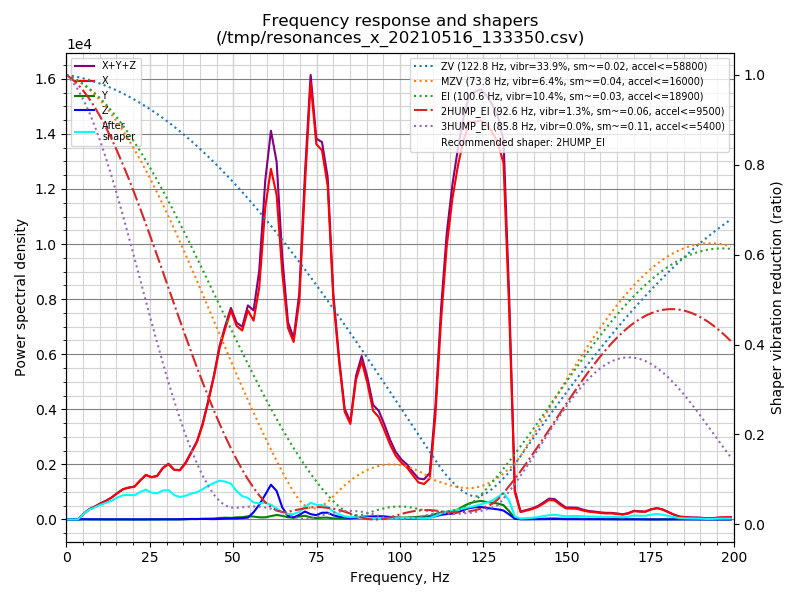 Frequency response and shapers
(/tmp/resonances_x_20210516_133350.csv)
1e4
X+Y+Z
X
Y
Z
After
shaper
ZV (122.8 Hz, vibr=33.9%, sm~=0.02, accel<=58800)
MZV (73.8 Hz, vibr=6.4%, sm~=0.04, accel<=16000)
EI (100.6 Hz, vibr=10.4%, sm~=0.03, accel<=18900)
2HUMP_EI (92.6 Hz, vibr=1.3%, sm~=0.06, accel<=9500)
3HUMP_EI (85.8 Hz, vibr=0.0%, sm~=0.11, accel<=5400)
Recommended shaper: 2HUMP_EI
Power spectral density
1.6
1.4
1.2
1.0
0.8
0.6
0.4
0.2
0.0
1.0
0.8
0.6
0.4
0.2
0.0
Shaper vibration reduction (ratio)
0 25 50 75 100 125 150 175 200
Frequency, Hz